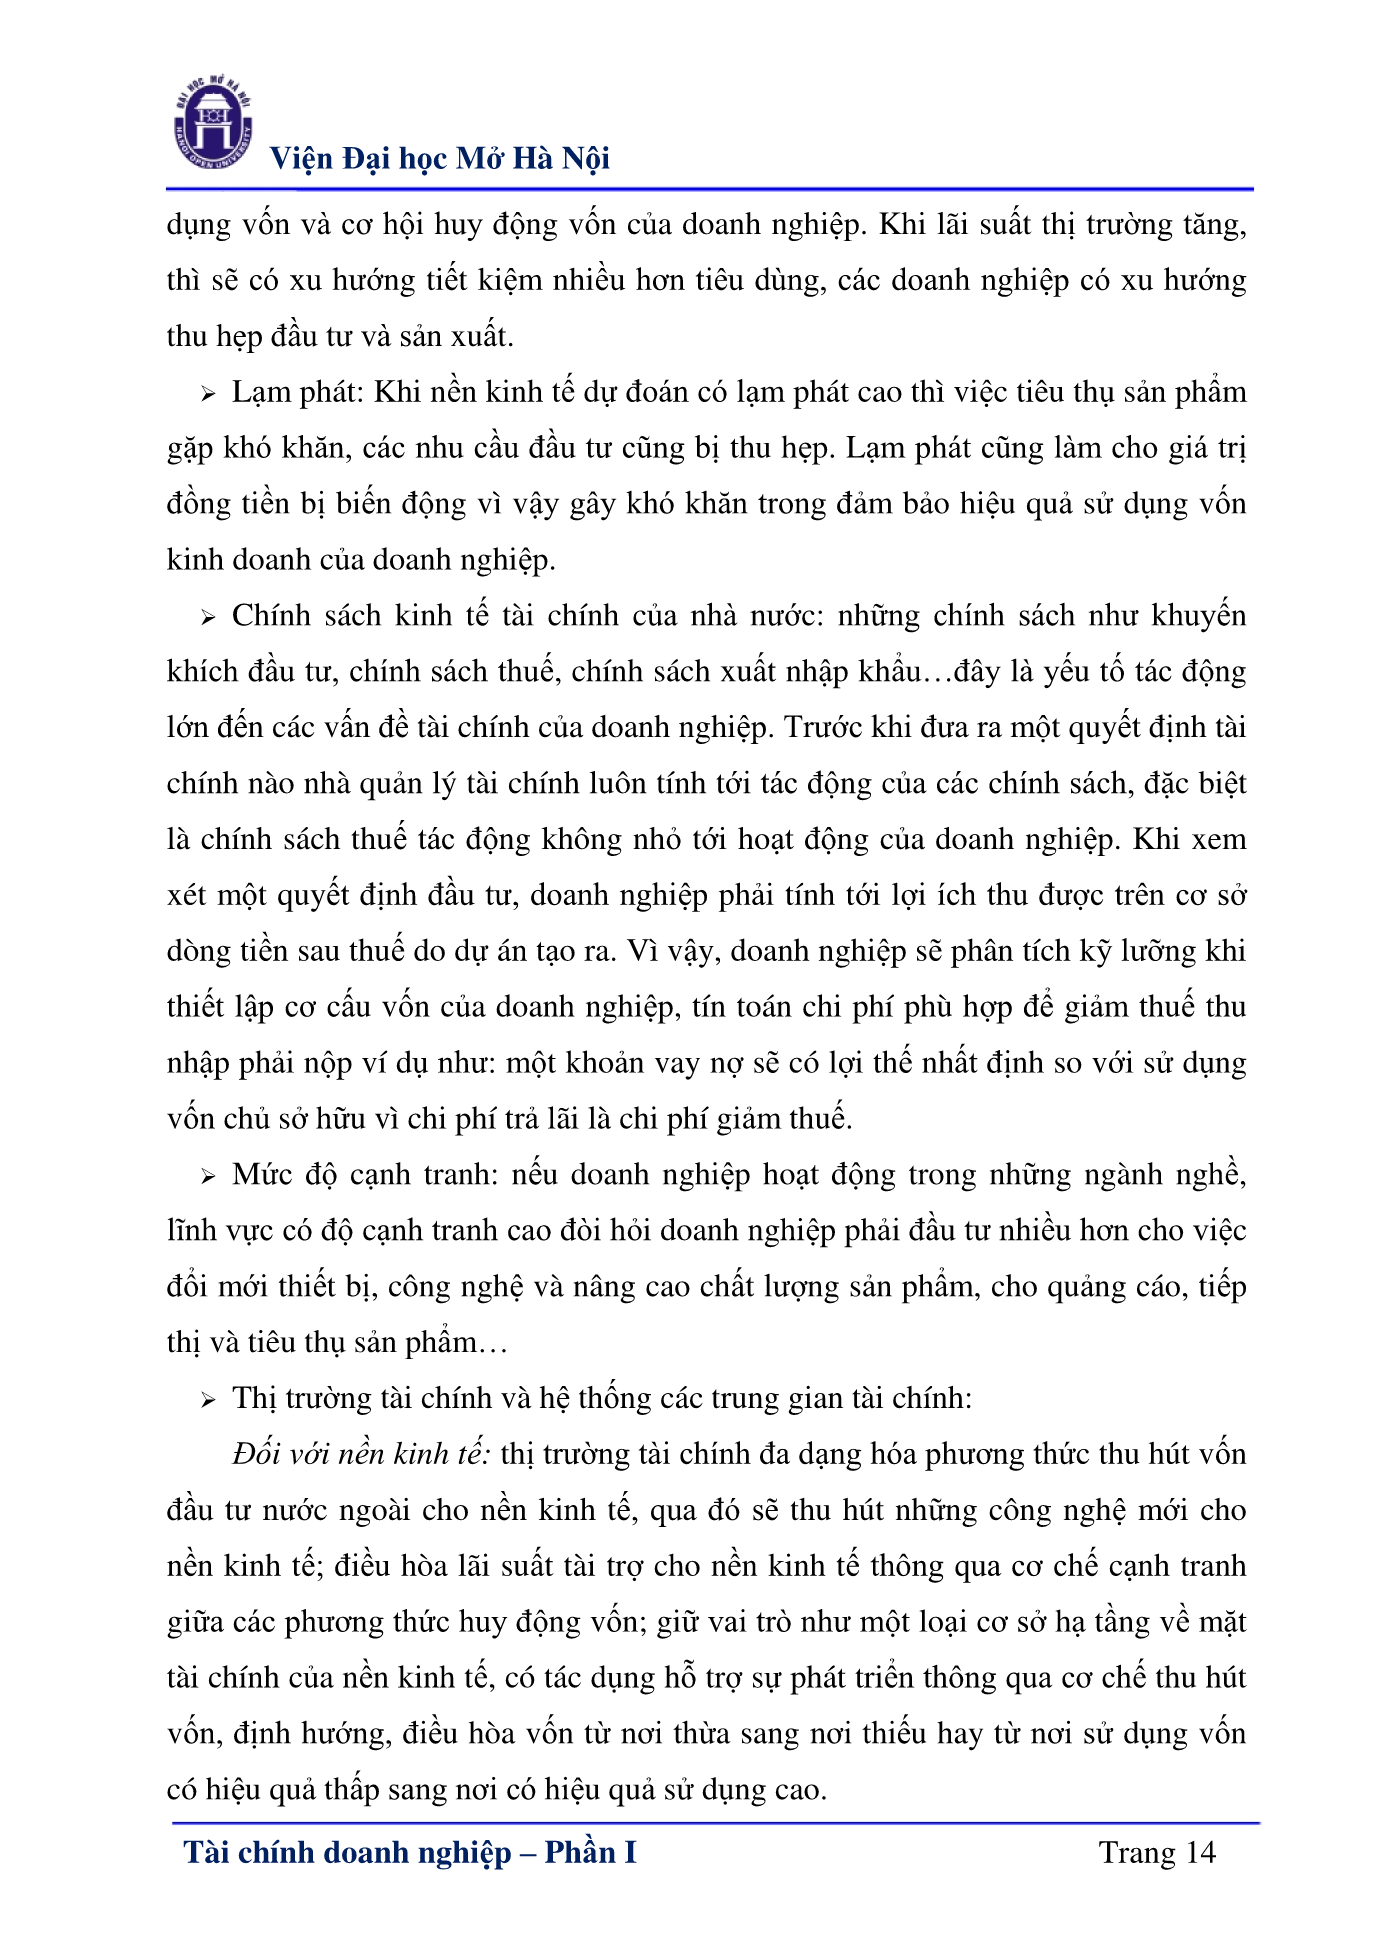 ĐẠI HỌC MỞ HÀ NỘI
HANOI OPEN UNIVERSITY
Viện Đại học Mở Hà Nội
dụng vốn và cơ hội huy động vốn của doanh nghiệp. Khi lãi suất thị trường tăng,
thì sẽ có xu hướng tiết kiệm nhiều hơn tiêu dùng, các doanh nghiệp có xu hướng
thu hẹp đầu tư và sản xuất.
➢ Lạm phát: Khi nền kinh tế dự đoán có lạm phát cao thì việc tiêu thụ sản phẩm
gặp khó khăn, các nhu cầu đầu tư cũng bị thu hẹp. Lạm phát cũng làm cho giá trị
đồng tiền bị biến động vì vậy gây khó khăn trong đảm bảo hiệu quả sử dụng vốn
kinh doanh của doanh nghiệp.
➢ Chính sách kinh tế tài chính của nhà nước: những chính sách như khuyến
khích đầu tư, chính sách thuế, chính sách xuất nhập khẩu…đây là yếu tố tác động
lớn đến các vấn đề tài chính của doanh nghiệp. Trước khi đưa ra một quyết định tài
chính nào nhà quản lý tài chính luôn tính tới tác động của các chính sách, đặc biệt
là chính sách thuế tác động không nhỏ tới hoạt động của doanh nghiệp. Khi xem
xét một quyết định đầu tư, doanh nghiệp phải tính tới lợi ích thu được trên cơ sở
dòng tiền sau thuế do dự án tạo ra. Vì vậy, doanh nghiệp sẽ phân tích kỹ lưỡng khi
thiết lập cơ cấu vốn của doanh nghiệp, tín toán chi phí phù hợp để giảm thuế thu
nhập phải nộp ví dụ như: một khoản vay nợ sẽ có lợi thế nhất định so với sử dụng
vốn chủ sở hữu vì chi phí trả lãi là chi phí giảm thuế.
➢ Mức độ cạnh tranh: nếu doanh nghiệp hoạt động trong những ngành nghề,
lĩnh vực có độ cạnh tranh cao đòi hỏi doanh nghiệp phải đầu tư nhiều hơn cho việc
đổi mới thiết bị, công nghệ và nâng cao chất lượng sản phẩm, cho quảng cáo, tiếp
thị và tiêu thụ sản phẩm…
➢ Thị trường tài chính và hệ thống các trung gian tài chính:
Đối với nền kinh tế: thị trường tài chính đa dạng hóa phương thức thu hút vốn
đầu tư nước ngoài cho nền kinh tế, qua đó sẽ thu hút những công nghệ mới cho
nền kinh tế; điều hòa lãi suất tài trợ cho nền kinh tế thông qua cơ chế cạnh tranh
giữa các phương thức huy động vốn; giữ vai trò như một loại cơ sở hạ tầng về mặt
tài chính của nền kinh tế, có tác dụng hỗ trợ sự phát triển thông qua cơ chế thu hút
vốn, định hướng, điều hòa vốn từ nơi thừa sang nơi thiếu hay từ nơi sử dụng vốn
có hiệu quả thấp sang nơi có hiệu quả sử dụng cao.
Tài chính doanh nghiệp – Phần I
Trang 14